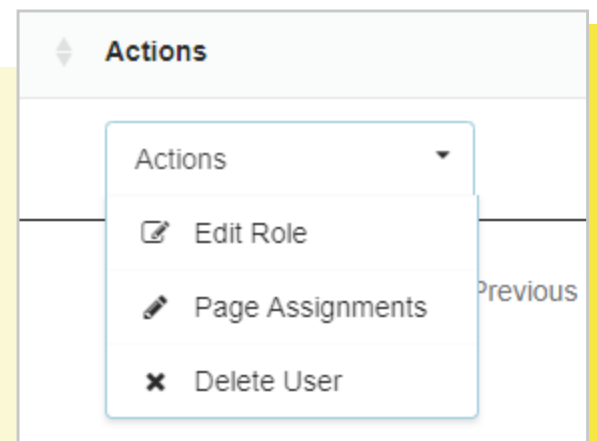 Actions
Actions
Edit Role
Page Assignments
Previous
Delete User